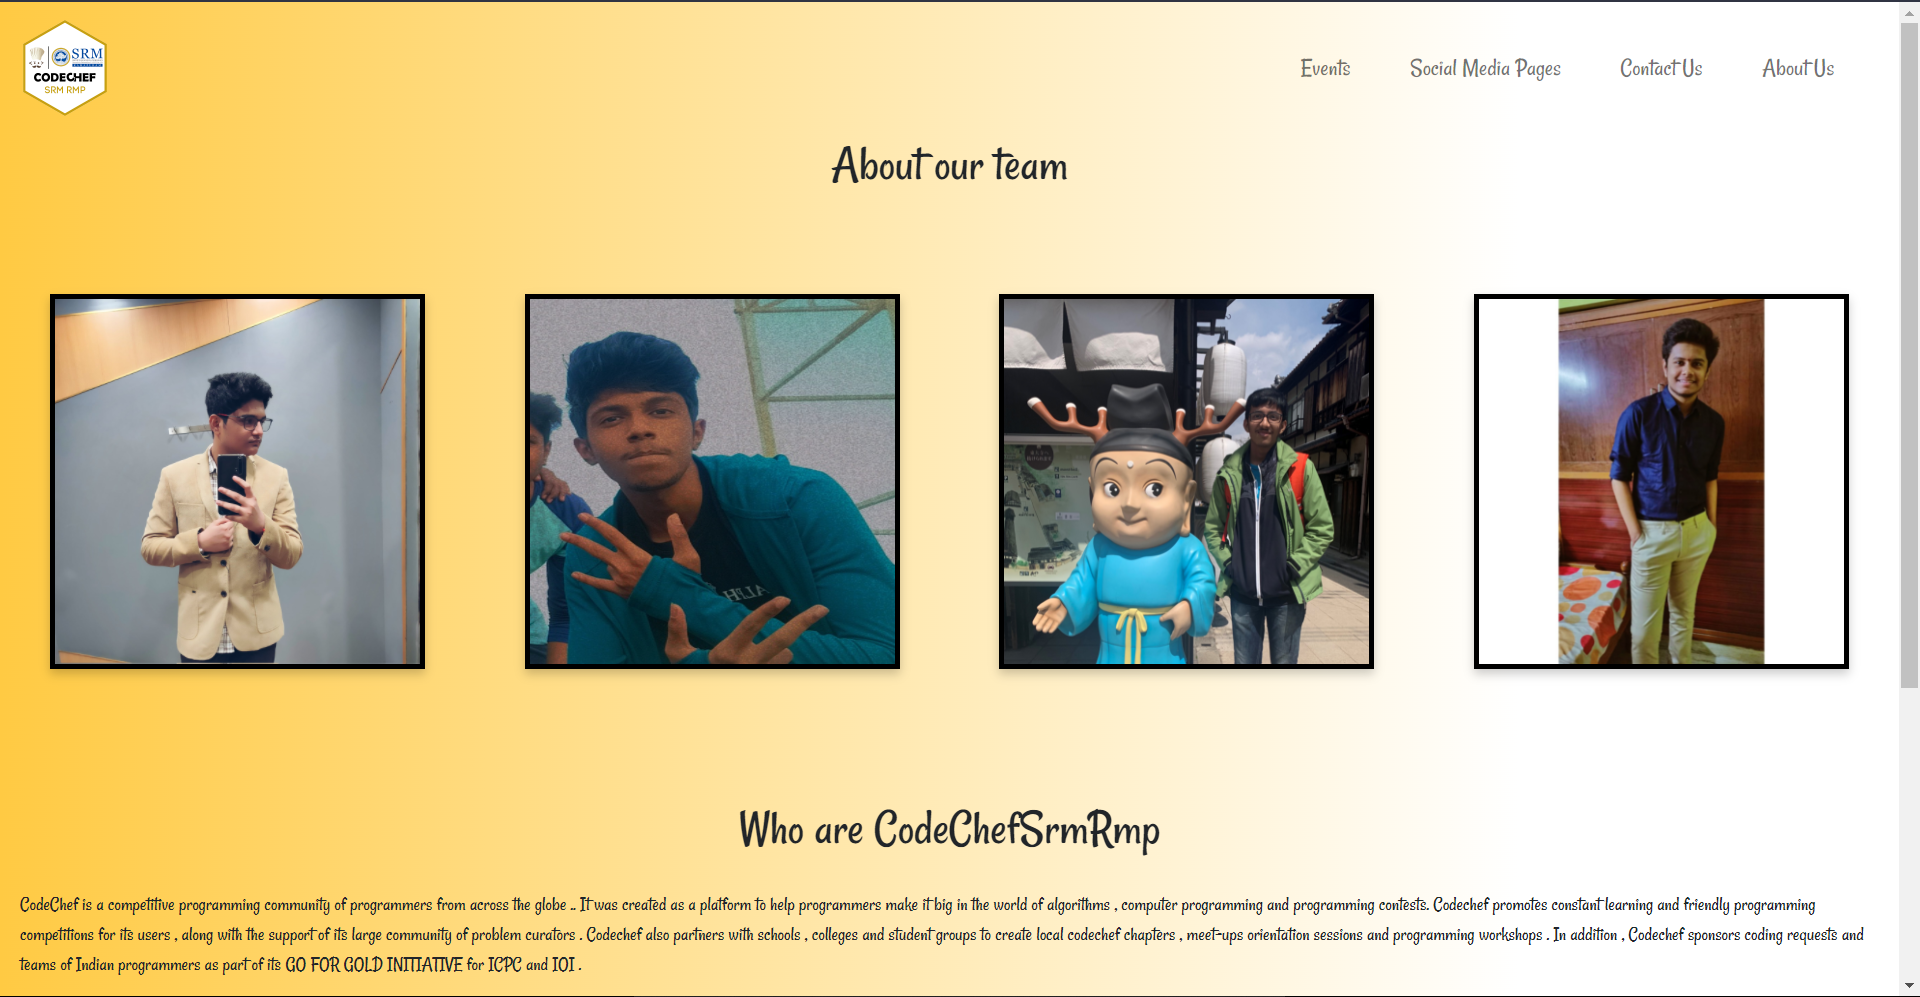 SRM
CODECHEF
SRM RMP
Events
Social Media Pages
Contact Us
About Us
About our team
Who are CodeChefSrmRmp
CodeChef is a competitive programming community of programmers from across the globe .. It was created as a platform to help programmers make it big in the world of algorithms , computer programming and programming contests. Codechef promotes constant learning and friendly programming
competitions for its users , along with the support of its large community of problem curators . Codechef also partners with schools , colleges and student groups to create local codechef chapters , meet-ups orientation sessions and programming workshops . In addition , Codechef sponsors coding requests and
teams of Indian programmers as part of its GO FOR GOLD INITIATIVE for ICPC and IOI .